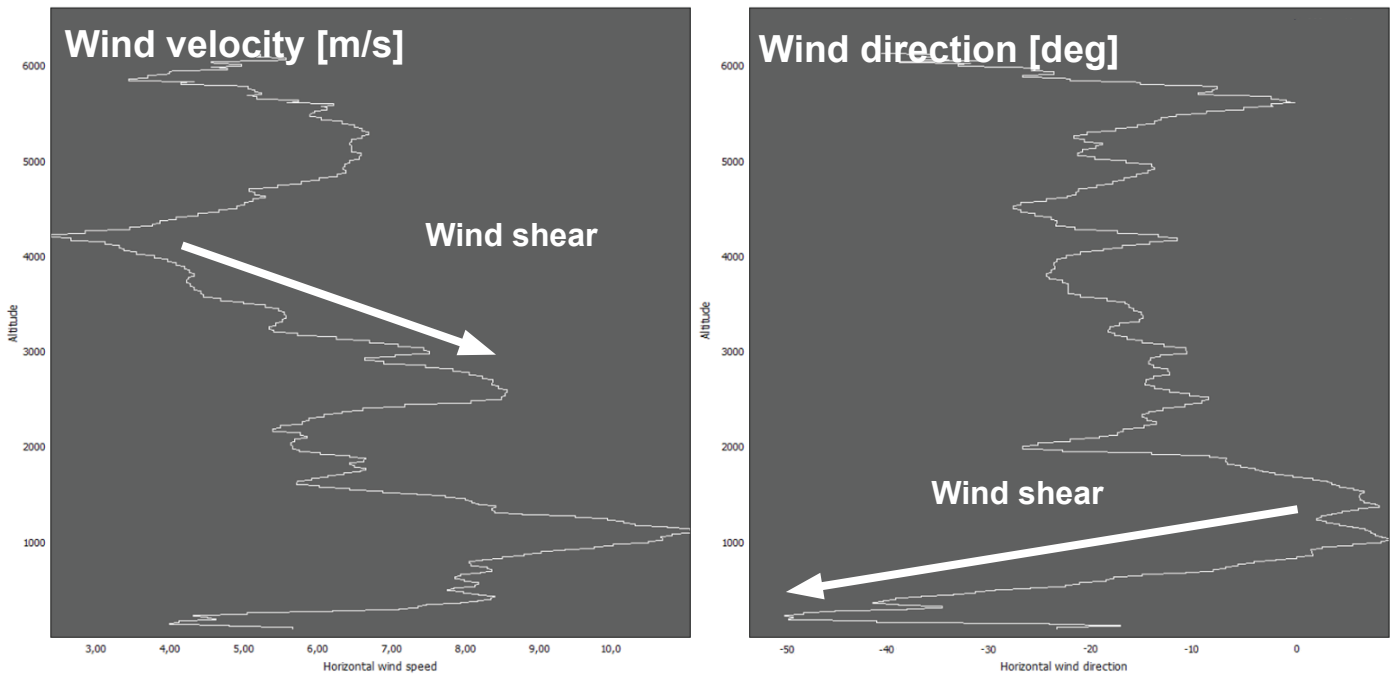 Wind velocity [m/s]
6000
5000
4000
3000
2000
1000
Altitude
Wind shear
3,00 4,00 5,00 6,00 7,00 8,00 9,00 10,0
Horizontal wind speed
Wind direction [deg]
6000
5000
4000
3000
2000
1000
Altitude
Wind shear
-50 -40 -30 -20 -10 0
Horizontal wind direction